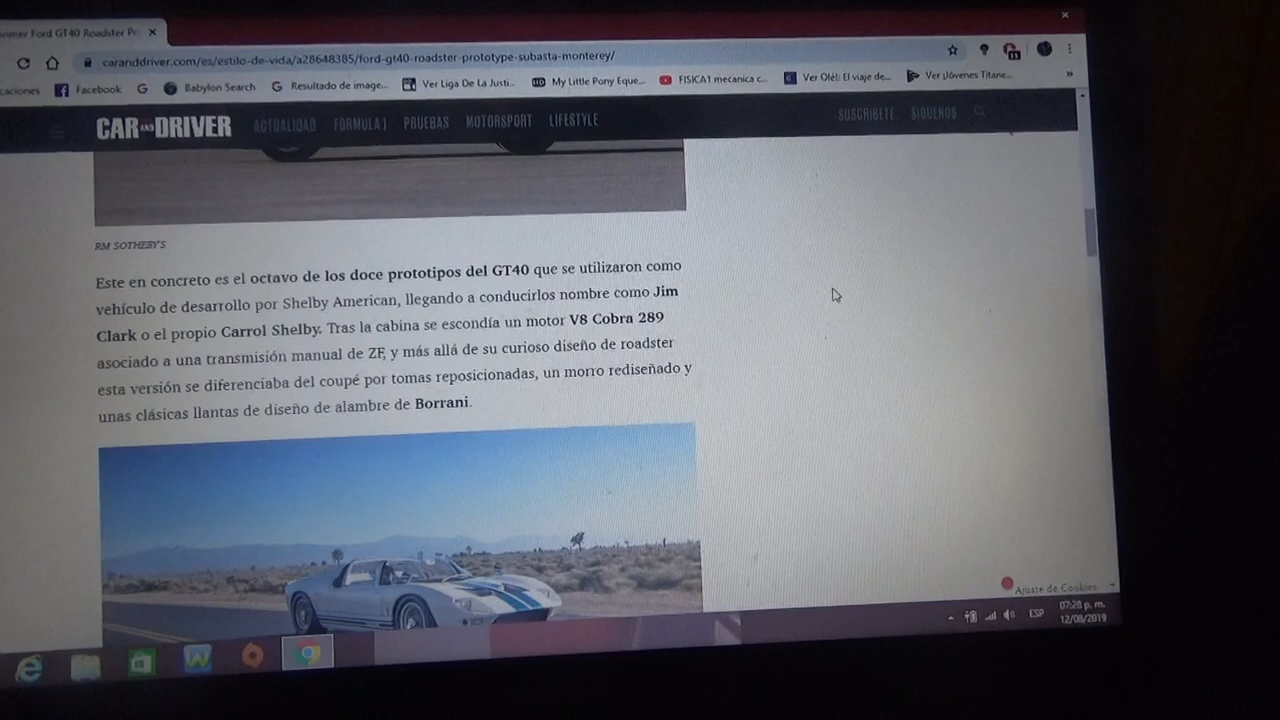 Ford GT40 Roadster Pr
caranddriver.com/es/estilo-de-vida/a28648385/ford-gt40-roadster-prototype-subasta-monterey/
caciones Facebook Babylon Search Resultado de image... Ver Liga De La Justi... My Little Pony Eque... FISICA1 mecanica c... Ver Olé!: El viaje de... Ver ¡Jóvenes Titane... »
CAR AND DRIVER ACTUALIDAD FORMULA 1 PRUEBAS MOTORSPORT LIFESTYLE SUSCRÍBETE SÍGUENOS
RM SOTHEBY'S
Este en concreto es el octavo de los doce prototipos del GT40 que se utilizaron como
vehículo de desarrollo por Shelby American, llegando a conducirlos nombre como Jim
Clark o el propio Carrol Shelby. Tras la cabina se escondía un motor V8 Cobra 289
asociado a una transmisión manual de ZF, y más allá de su curioso diseño de roadster
esta versión se diferenciaba del coupé por tomas reposicionadas, un morro rediseñado y
unas clásicas llantas de diseño de alambre de Borrani.
Ajuste de Cookies
ESP
07:28 p. m.
12/08/2019